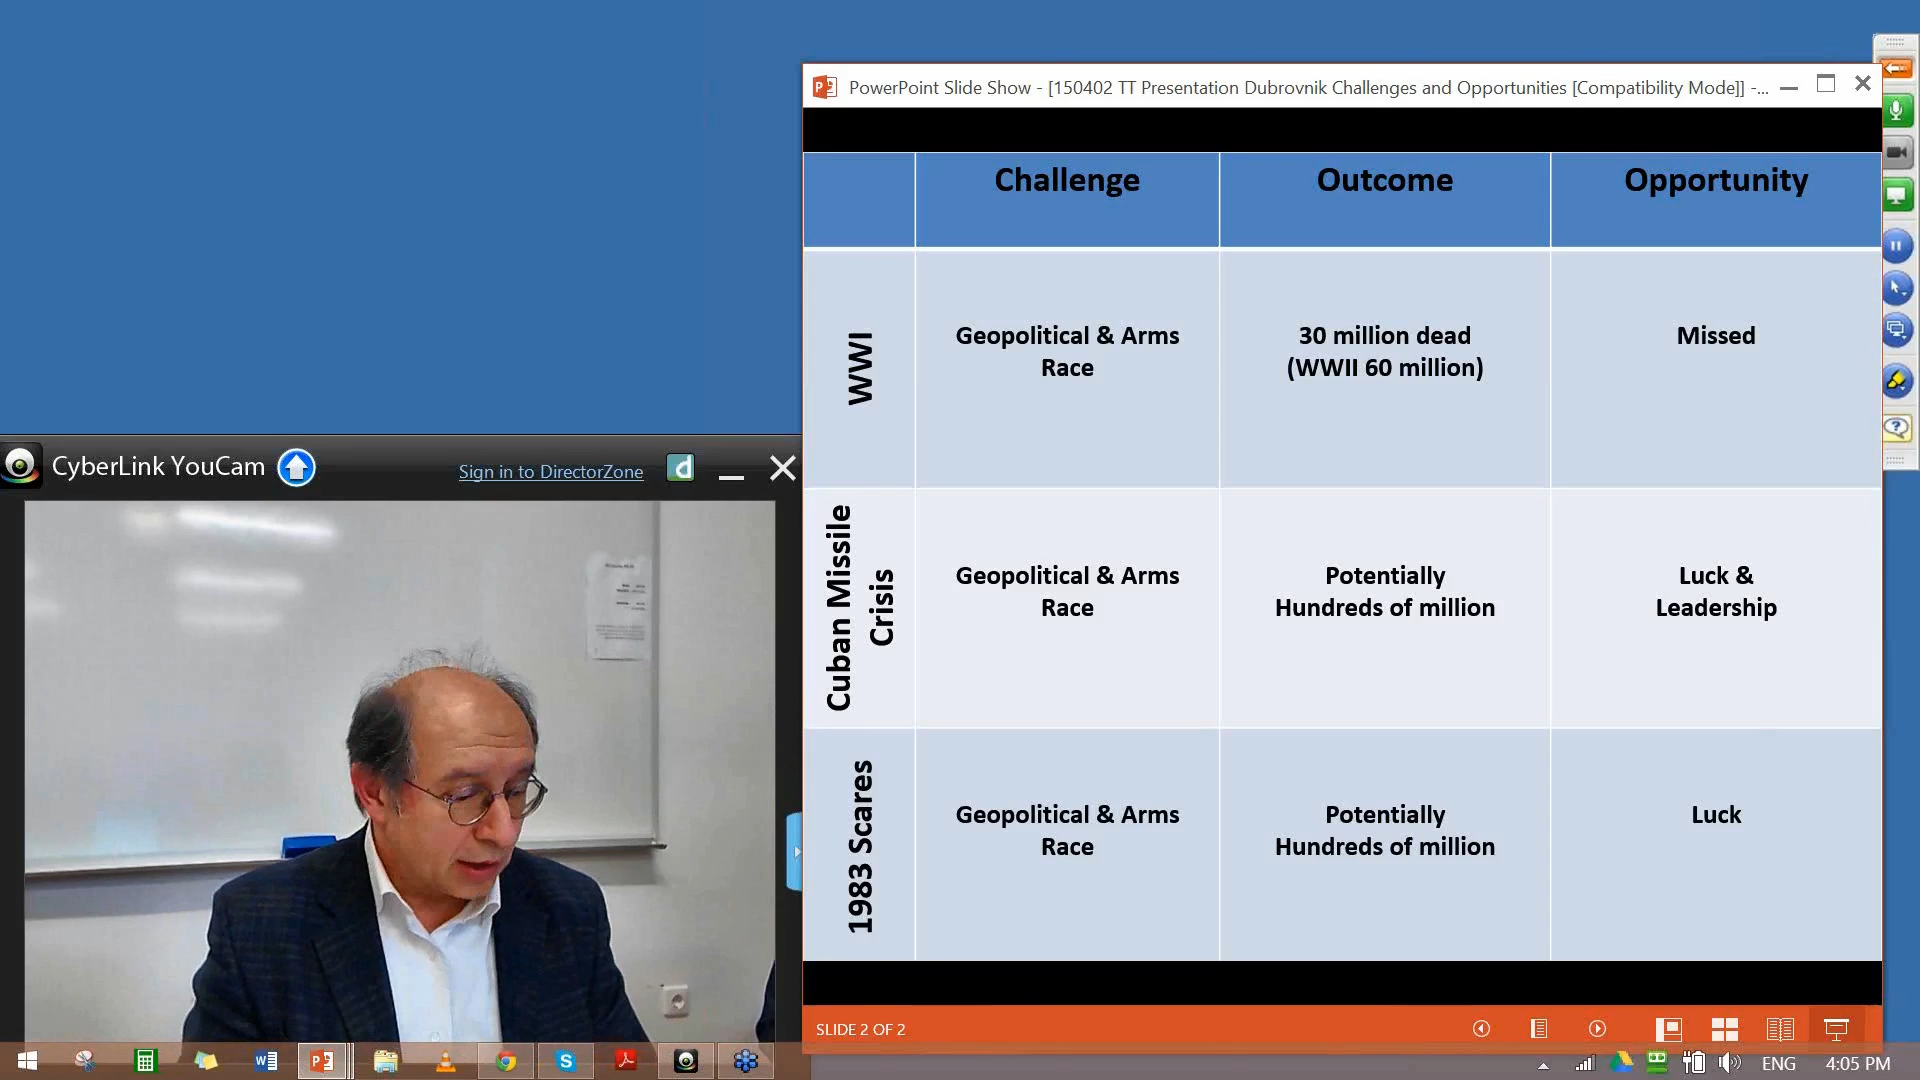 PowerPoint Slide Show - [150402 TT Presentation Dubrovnik Challenges and Opportunities [Compatibility Mode]] -...
Challenge
Outcome
Opportunity
WWI
Geopolitical & Arms
Race
30 million dead
(WWII 60 million)
Missed
Cuban Missile
Crisis
Geopolitical & Arms
Race
Potentially
Hundreds of million
Luck &
Leadership
1983 Scares
Geopolitical & Arms
Race
Potentially
Hundreds of million
Luck
SLIDE 2 OF 2
CyberLink YouCam
Sign in to DirectorZone
ENG
4:05 PM